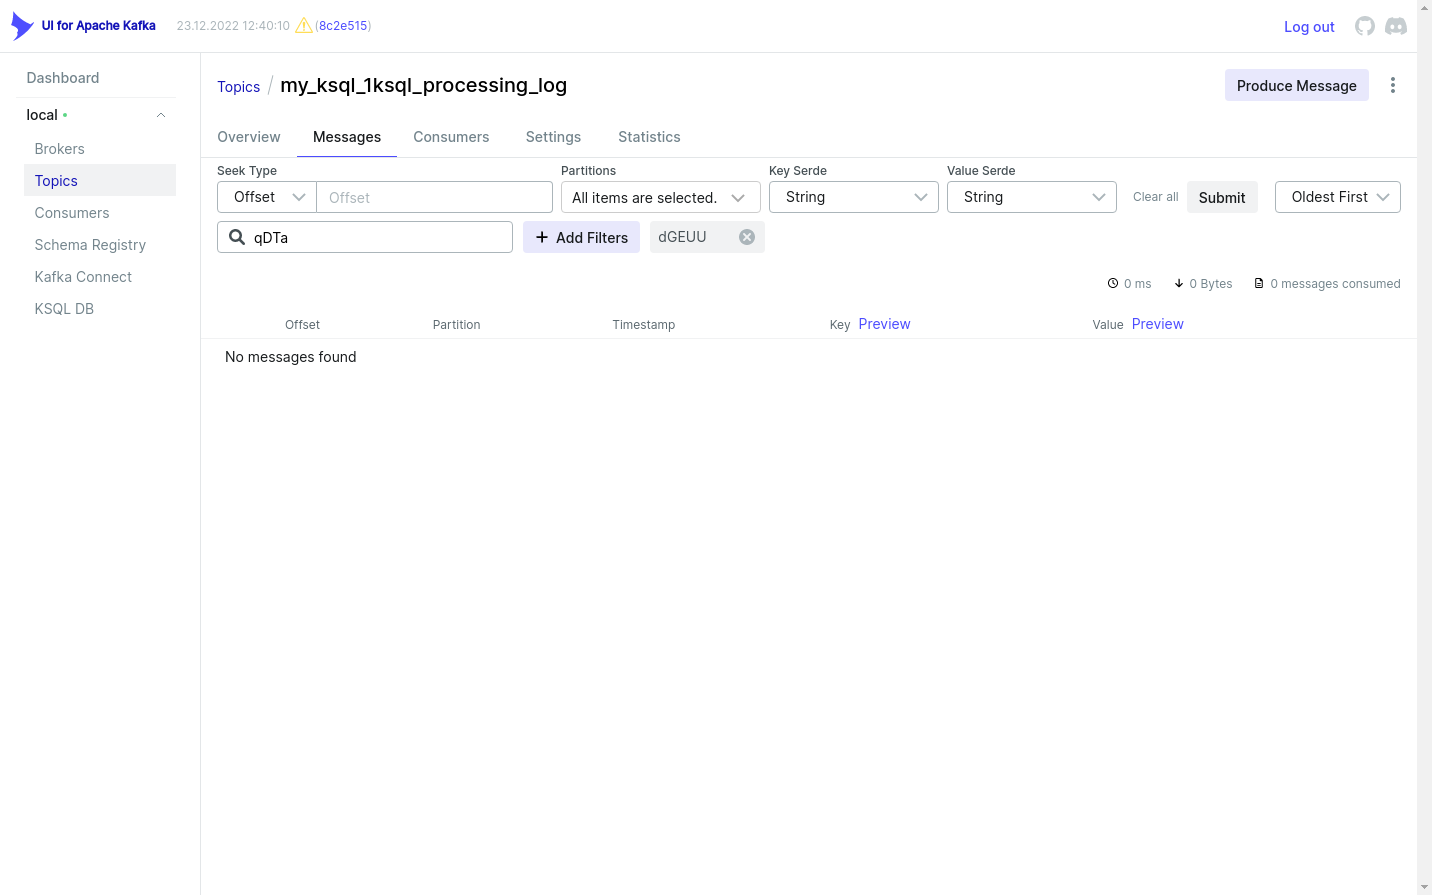 UI for Apache Kafka 23.12.2022 12:40:10 (8c2e515) Log out
Dashboard
local
Brokers
Topics
Consumers
Schema Registry
Kafka Connect
KSQL DB
Topics / my_ksql_1ksql_processing_log Produce Message
Overview Messages Consumers Settings Statistics
Seek Type Partitions Key Serde Value Serde
Offset Offset All items are selected. String String Clear all Submit Oldest First
qDTa Add Filters dGEUU
0 ms 0 Bytes 0 messages consumed
Offset Partition Timestamp Key Preview Value Preview
No messages found